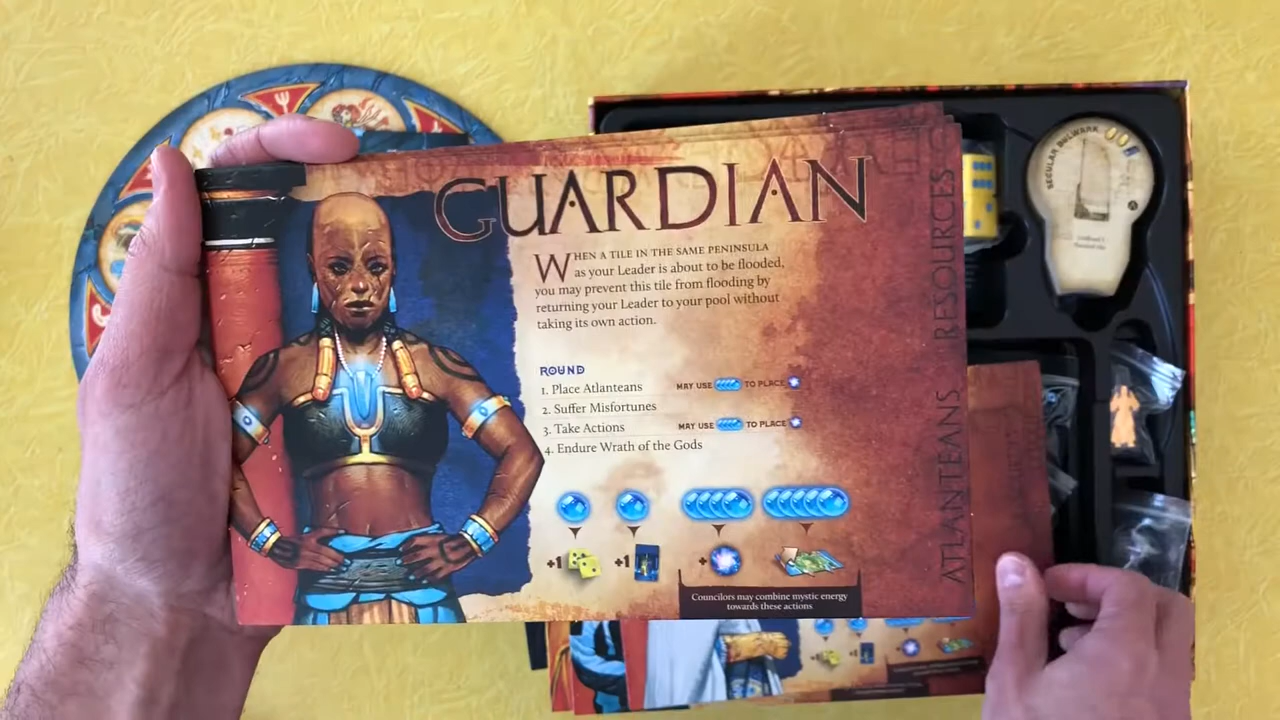 GUARDIAN
WHEN A TILE IN THE SAME PENINSULA
as your Leader is about to be flooded,
you may prevent this tile from flooding by
returning your Leader to your pool without
taking its own action.
ROUND
1. Place Atlanteans
MAY USE TO PLACE
2. Suffer Misfortunes
3. Take Actions
MAY USE TO PLACE
4. Endure Wrath of the Gods
+1
+1
+
Councilors may combine mystic energy
towards these actions
ATLANTEANS RESOURCES
SECULAR BULWARK